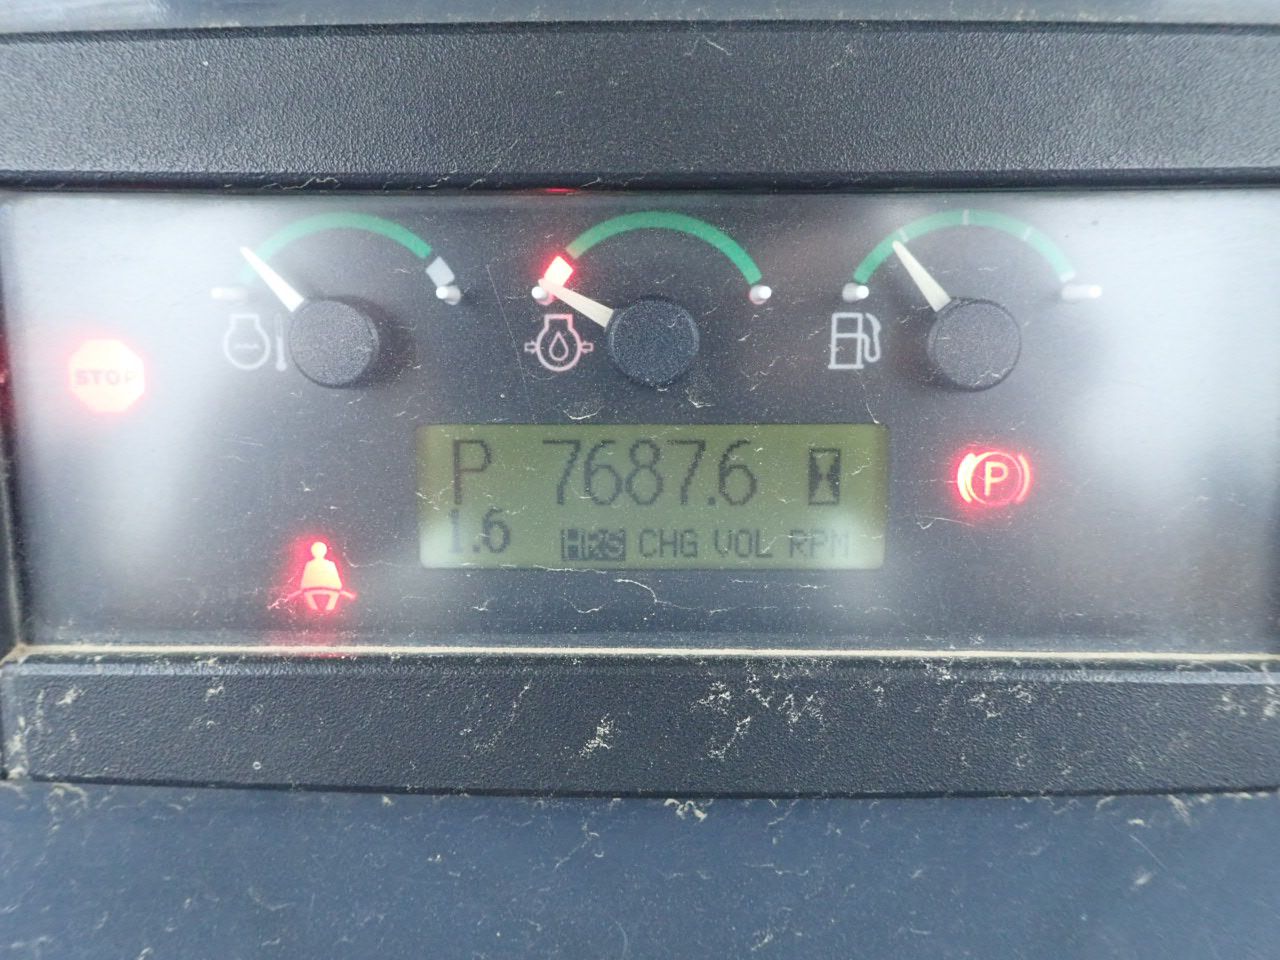 STOP
P 7687.6
1.6 HRS CHG VOL RPM
P